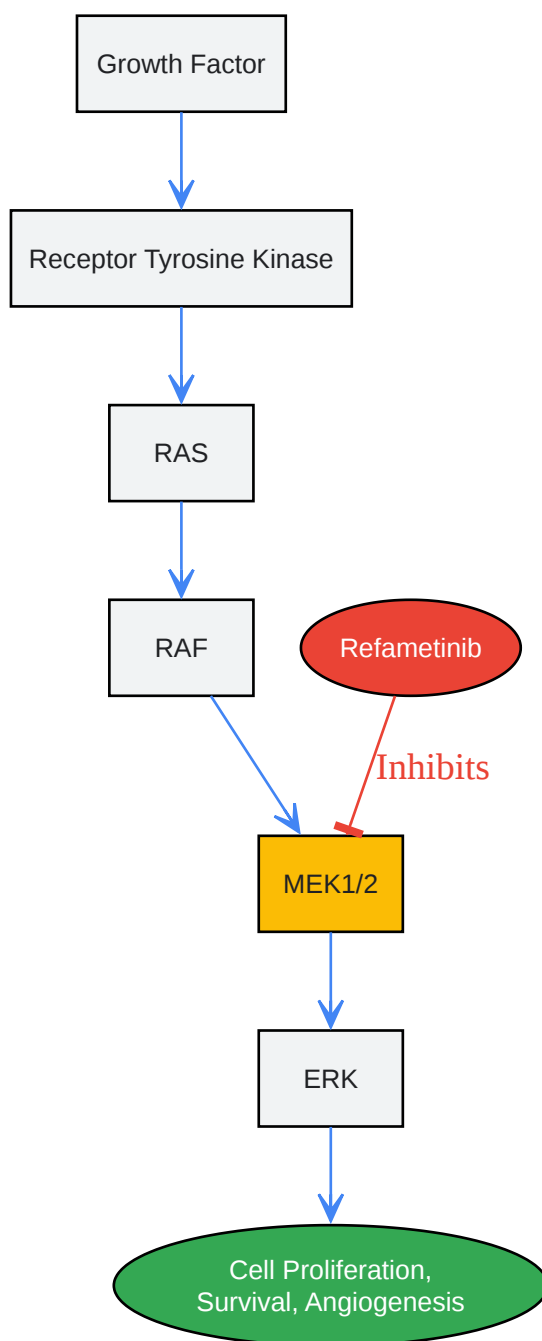 Growth Factor
Receptor Tyrosine Kinase
RAS
RAF
Refametinib
Inhibits
MEK1/2
ERK
Cell Proliferation,
Survival, Angiogenesis